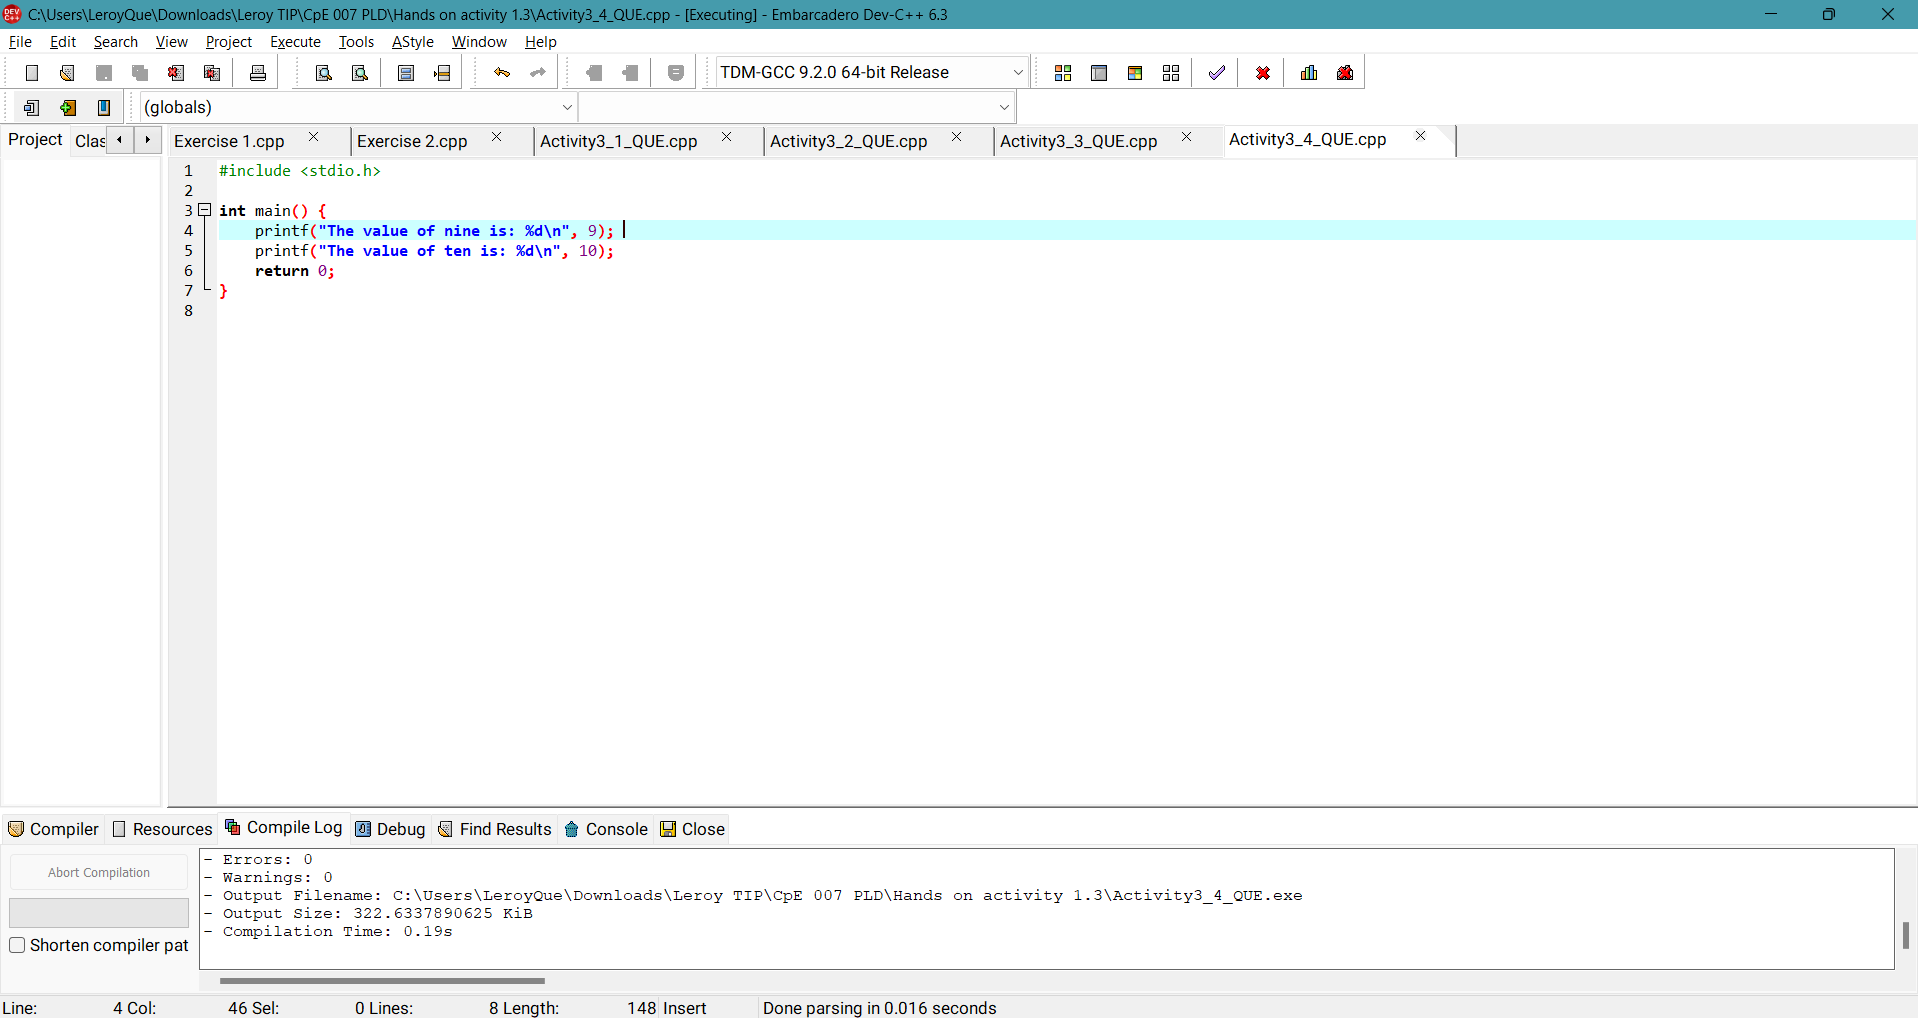 C:\Users\LeroyQue\Downloads\Leroy TIP\CpE 007 PLD\Hands on activity 1.3\Activity3_4_QUE.cpp - [Executing] - Embarcadero Dev-C++ 6.3
File Edit Search View Project Execute Tools AStyle Window Help
TDM-GCC 9.2.0 64-bit Release
(globals)
Project Clas Exercise 1.cpp Exercise 2.cpp Activity3_1_QUE.cpp Activity3_2_QUE.cpp Activity3_3_QUE.cpp Activity3_4_QUE.cpp
1 #include <stdio.h>
2
3 int main() {
4 printf("The value of nine is: %d\n", 9);
5 printf("The value of ten is: %d\n", 10);
6 return 0;
7 }
8
Compiler Resources Compile Log Debug Find Results Console Close
Abort Compilation
Shorten compiler pat
- Errors: 0
- Warnings: 0
- Output Filename: C:\Users\LeroyQue\Downloads\Leroy TIP\CpE 007 PLD\Hands on activity 1.3\Activity3_4_QUE.exe
- Output Size: 322.6337890625 KiB
- Compilation Time: 0.19s
Line: 4 Col: 46 Sel: 0 Lines: 8 Length: 148 Insert Done parsing in 0.016 seconds